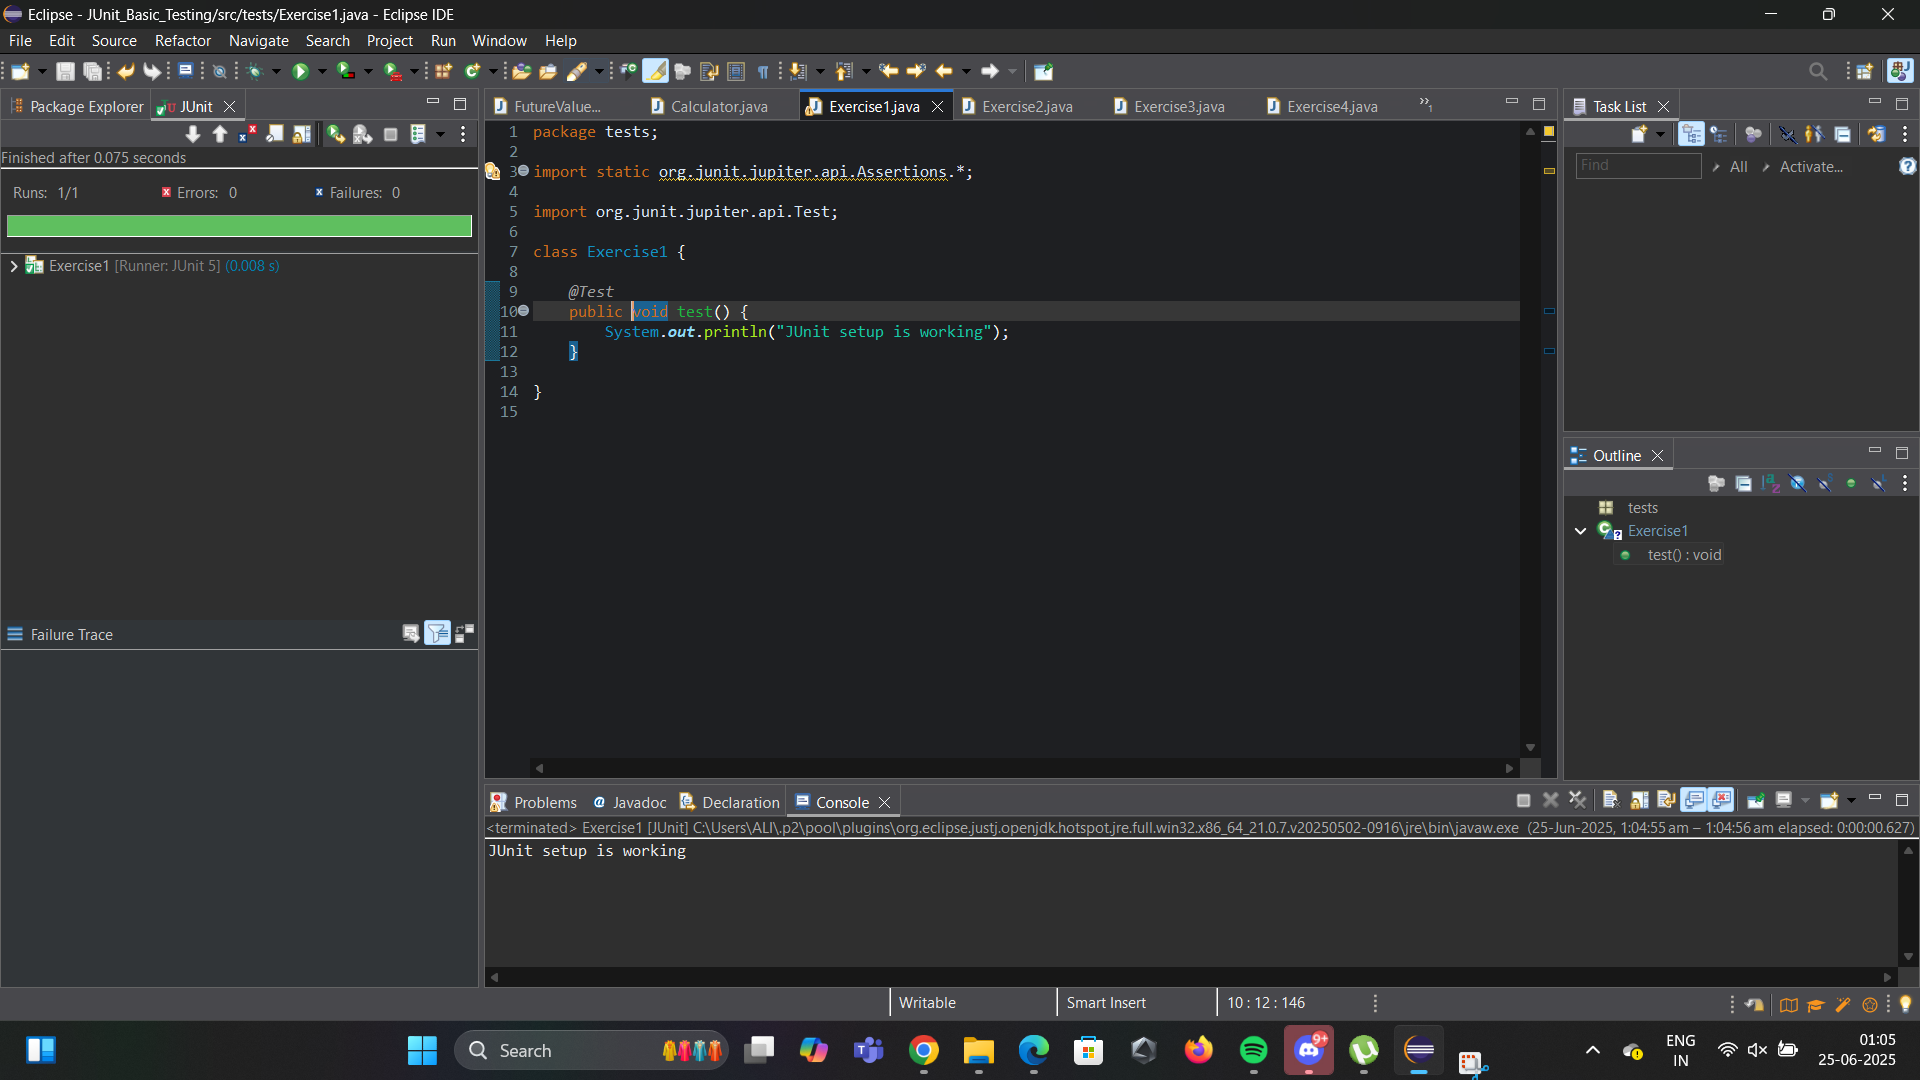 Eclipse - JUnit_Basic_Testing/src/tests/Exercise1.java - Eclipse IDE
File Edit Source Refactor Navigate Search Project Run Window Help
Package Explorer JUnit
Finished after 0.075 seconds
Runs: 1/1 Errors: 0 Failures: 0
Exercise1 [Runner: JUnit 5] (0.008 s)
Failure Trace
FutureValue... Calculator.java Exercise1.java Exercise2.java Exercise3.java Exercise4.java »1
1 package tests;
2
3 import static org.junit.jupiter.api.Assertions.*;
4
5 import org.junit.jupiter.api.Test;
6
7 class Exercise1 {
8
9 @Test
10 public void test() {
11 System.out.println("JUnit setup is working");
12 }
13
14 }
15
Task List
Find All Activate...
Outline
tests
Exercise1
test() : void
Problems Javadoc Declaration Console
<terminated> Exercise1 [JUnit] C:\Users\ALI\.p2\pool\plugins\org.eclipse.justj.openjdk.hotspot.jre.full.win32.x86_64_21.0.7.v20250502-0916\jre\bin\javaw.exe (25-Jun-2025, 1:04:55 am – 1:04:56 am elapsed: 0:00:00.627)
JUnit setup is working
Writable Smart Insert 10 : 12 : 146
Search
9+
ENG
IN
01:05
25-06-2025